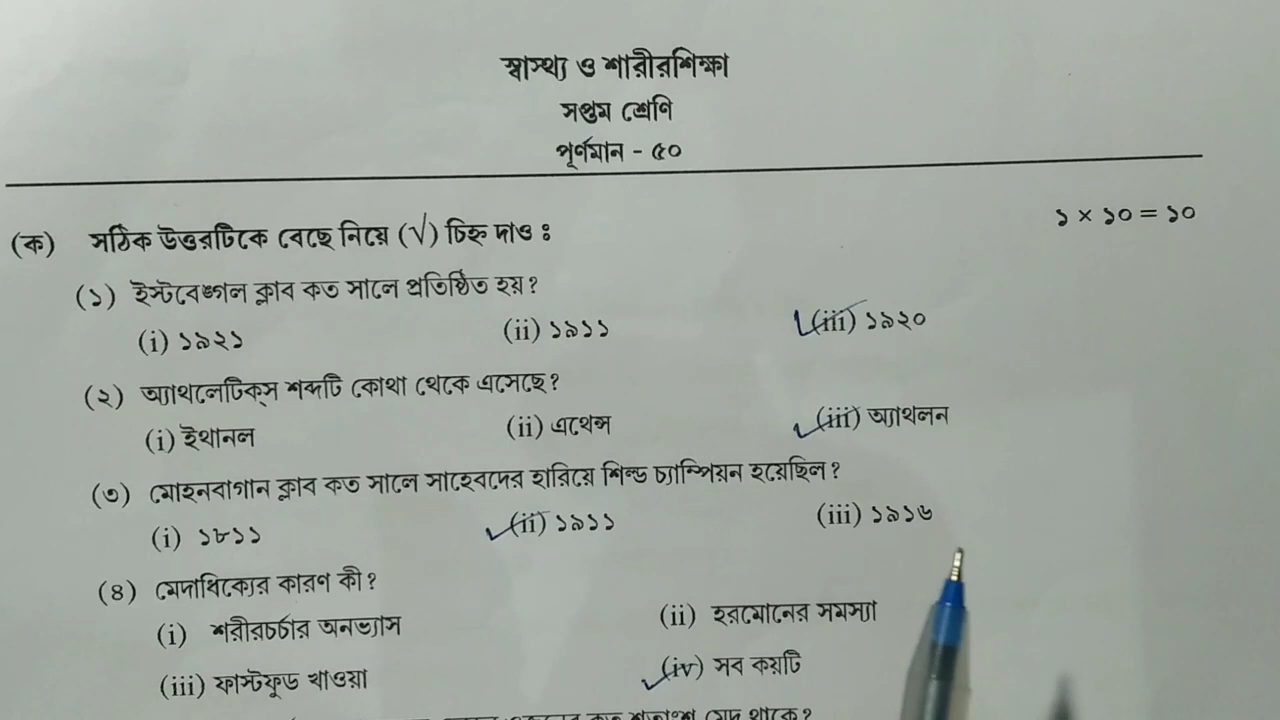 স্বাস্থ্য ও শারীরশিক্ষা
সপ্তম শ্রেণি
পূর্ণমান - ৫০
(ক) সঠিক উত্তরটিকে বেছে নিয়ে (√) চিহ্ন দাও ঃ ১ × ১০ = ১০
(১) ইস্টবেঙ্গল ক্লাব কত সালে প্রতিষ্ঠিত হয়?
(i) ১৯২১ (ii) ১৯১১ (iii) ১৯২০
(২) অ্যাথলেটিক্স শব্দটি কোথা থেকে এসেছে?
(i) ইথানল (ii) এথেন্স (iii) অ্যাথলন
(৩) মোহনবাগান ক্লাব কত সালে সাহেবদের হারিয়ে শিল্ড চ্যাম্পিয়ন হয়েছিল?
(i) ১৮১১ (ii) ১৯১১ (iii) ১৯১৬
(৪) মেদাধিক্যের কারণ কী?
(i) শরীরচর্চার অনভ্যাস (ii) হরমোনের সমস্যা
(iii) ফাস্টফুড খাওয়া (iv) সব কয়টি
মেদ থাকে?